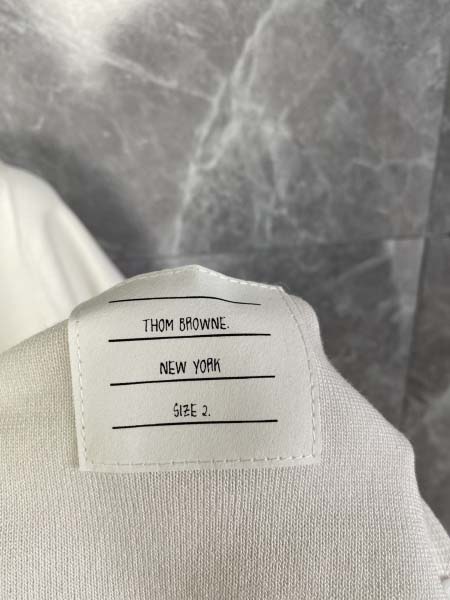 THOM BROWNE.
NEW YORK
SIZE 2.